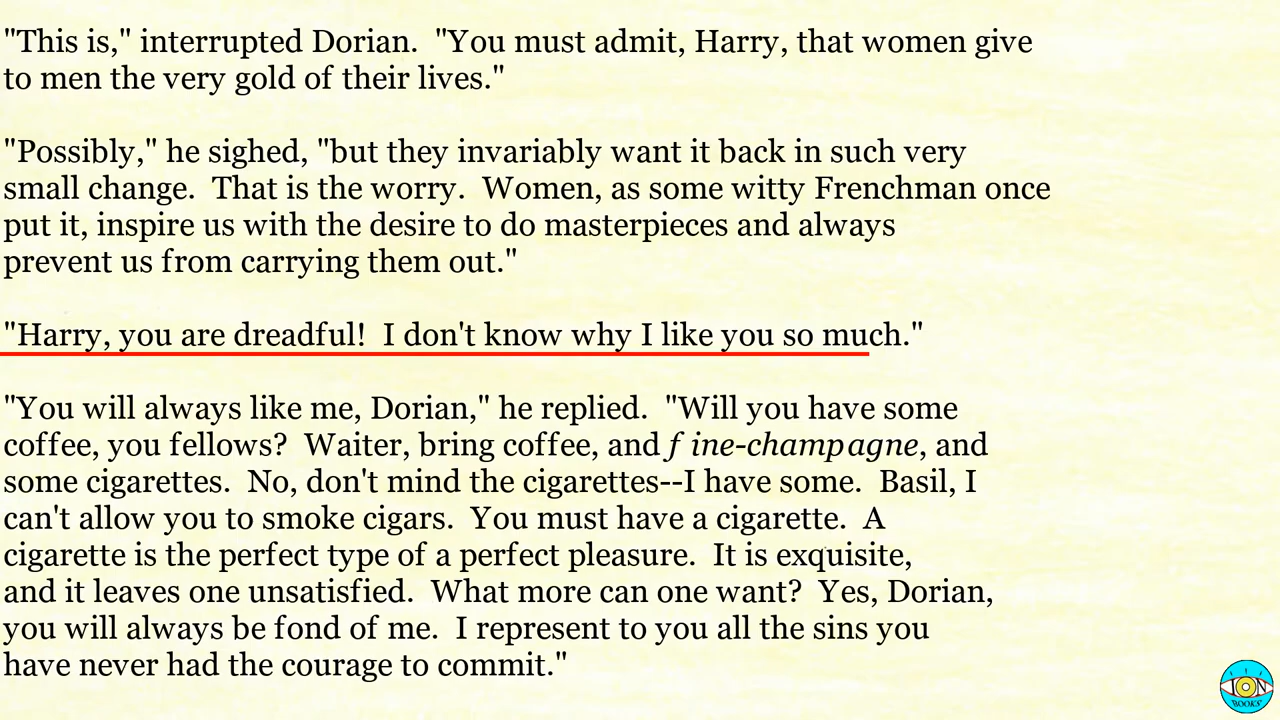 "This is," interrupted Dorian.  "You must admit, Harry, that women give
to men the very gold of their lives."
"Possibly," he sighed, "but they invariably want it back in such very
small change.  That is the worry.  Women, as some witty Frenchman once
put it, inspire us with the desire to do masterpieces and always
prevent us from carrying them out."
"Harry, you are dreadful!  I don't know why I like you so much."
"You will always like me, Dorian," he replied.  "Will you have some
coffee, you fellows?  Waiter, bring coffee, and f ine-champagne, and
some cigarettes.  No, don't mind the cigarettes--I have some.  Basil, I
can't allow you to smoke cigars.  You must have a cigarette.  A
cigarette is the perfect type of a perfect pleasure.  It is exquisite,
and it leaves one unsatisfied.  What more can one want?  Yes, Dorian,
you will always be fond of me.  I represent to you all the sins you
have never had the courage to commit."
ION
BOOKS